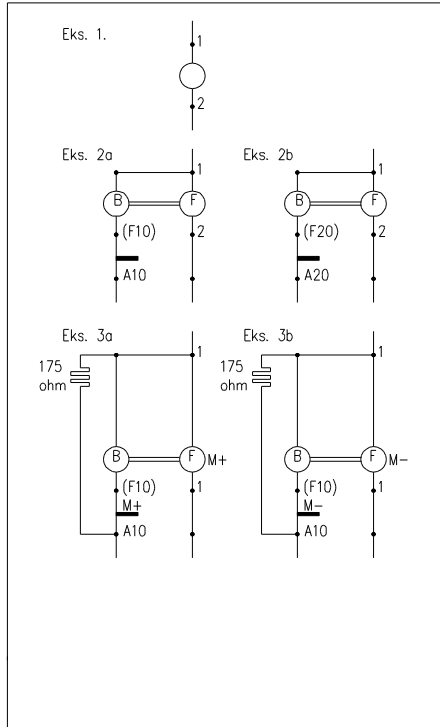 Eks. 1.
1
2
Eks. 2a
1
B
F
(F10)
2
A10
Eks. 2b
1
B
F
(F20)
2
A20
Eks. 3a
1
175
ohm
B
F
M+
(F10)
1
M+
A10
Eks. 3b
1
175
ohm
B
F
M-
(F10)
1
M-
A10